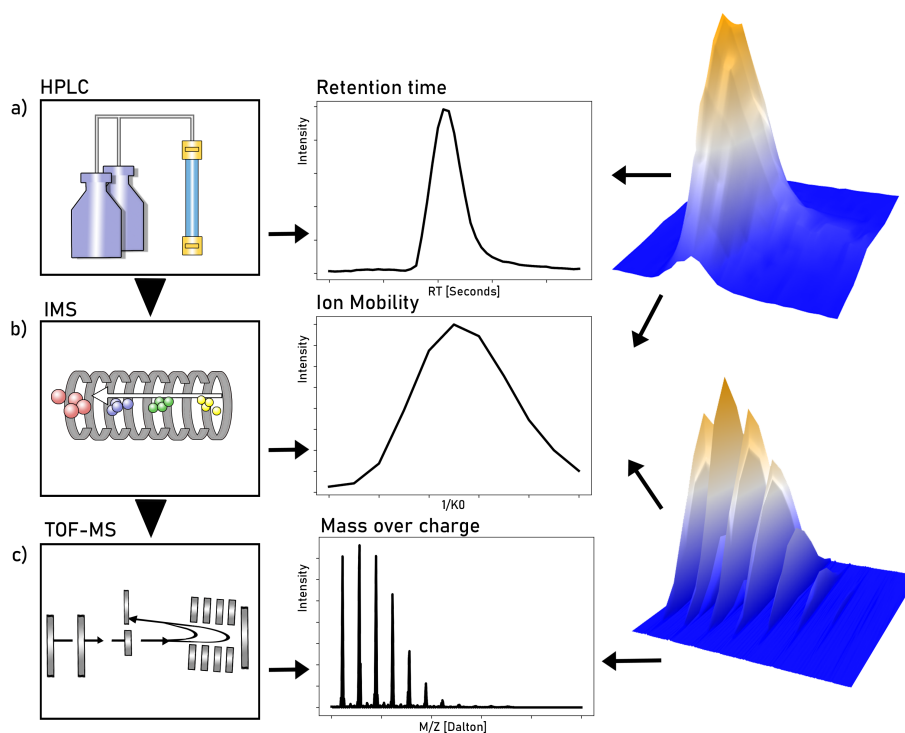 HPLC
Retention time
a)
Intensity
RT [Seconds]
IMS
Ion Mobility
b)
Intensity
1/K0
TOF-MS
Mass over charge
c)
Intensity
M/Z [Dalton]